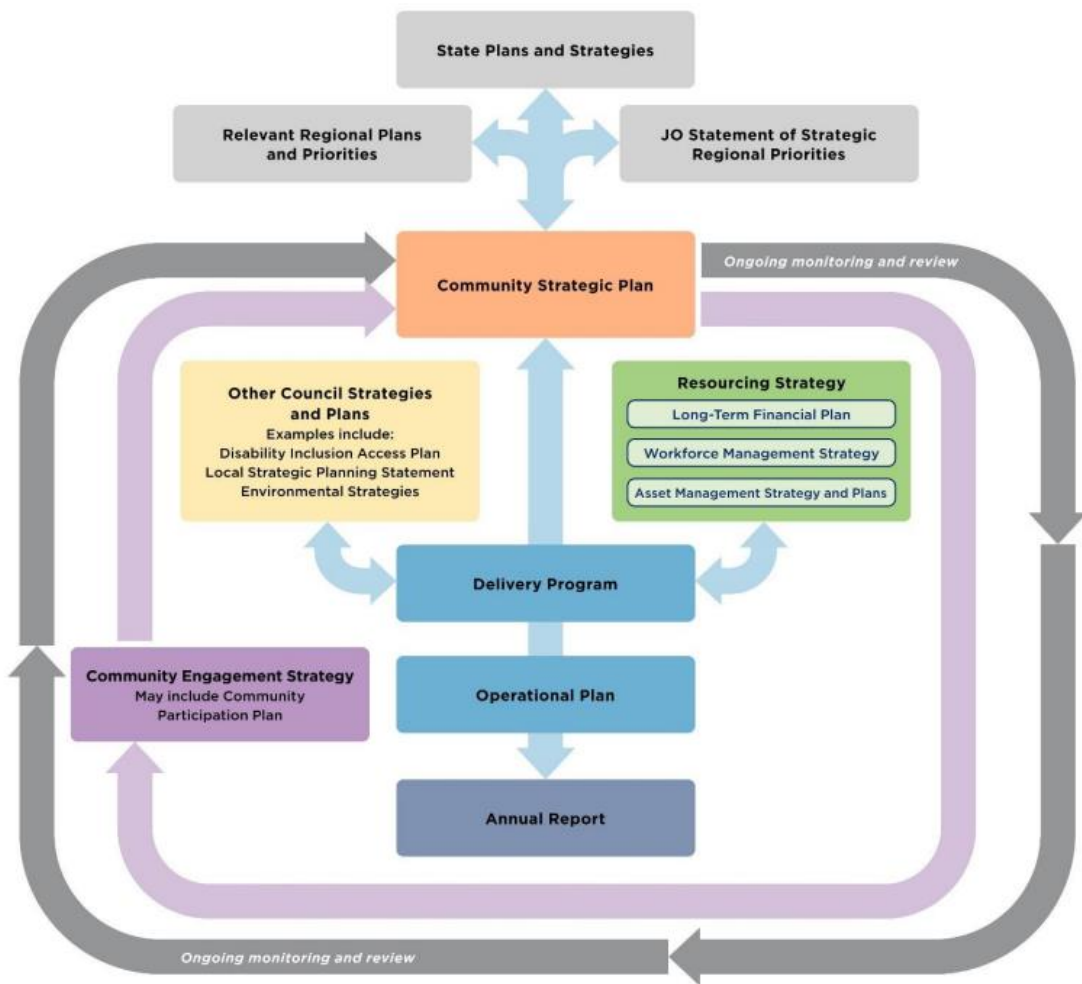 State Plans and Strategies
Relevant Regional Plans
and Priorities
JO Statement of Strategic
Regional Priorities
Community Strategic Plan
Ongoing monitoring and review
Other Council Strategies
and Plans
Examples include:
Disability Inclusion Access Plan
Local Strategic Planning Statement
Environmental Strategies
Resourcing Strategy
Long-Term Financial Plan
Workforce Management Strategy
Asset Management Strategy and Plans
Delivery Program
Community Engagement Strategy
May include Community
Participation Plan
Operational Plan
Annual Report
Ongoing monitoring and review